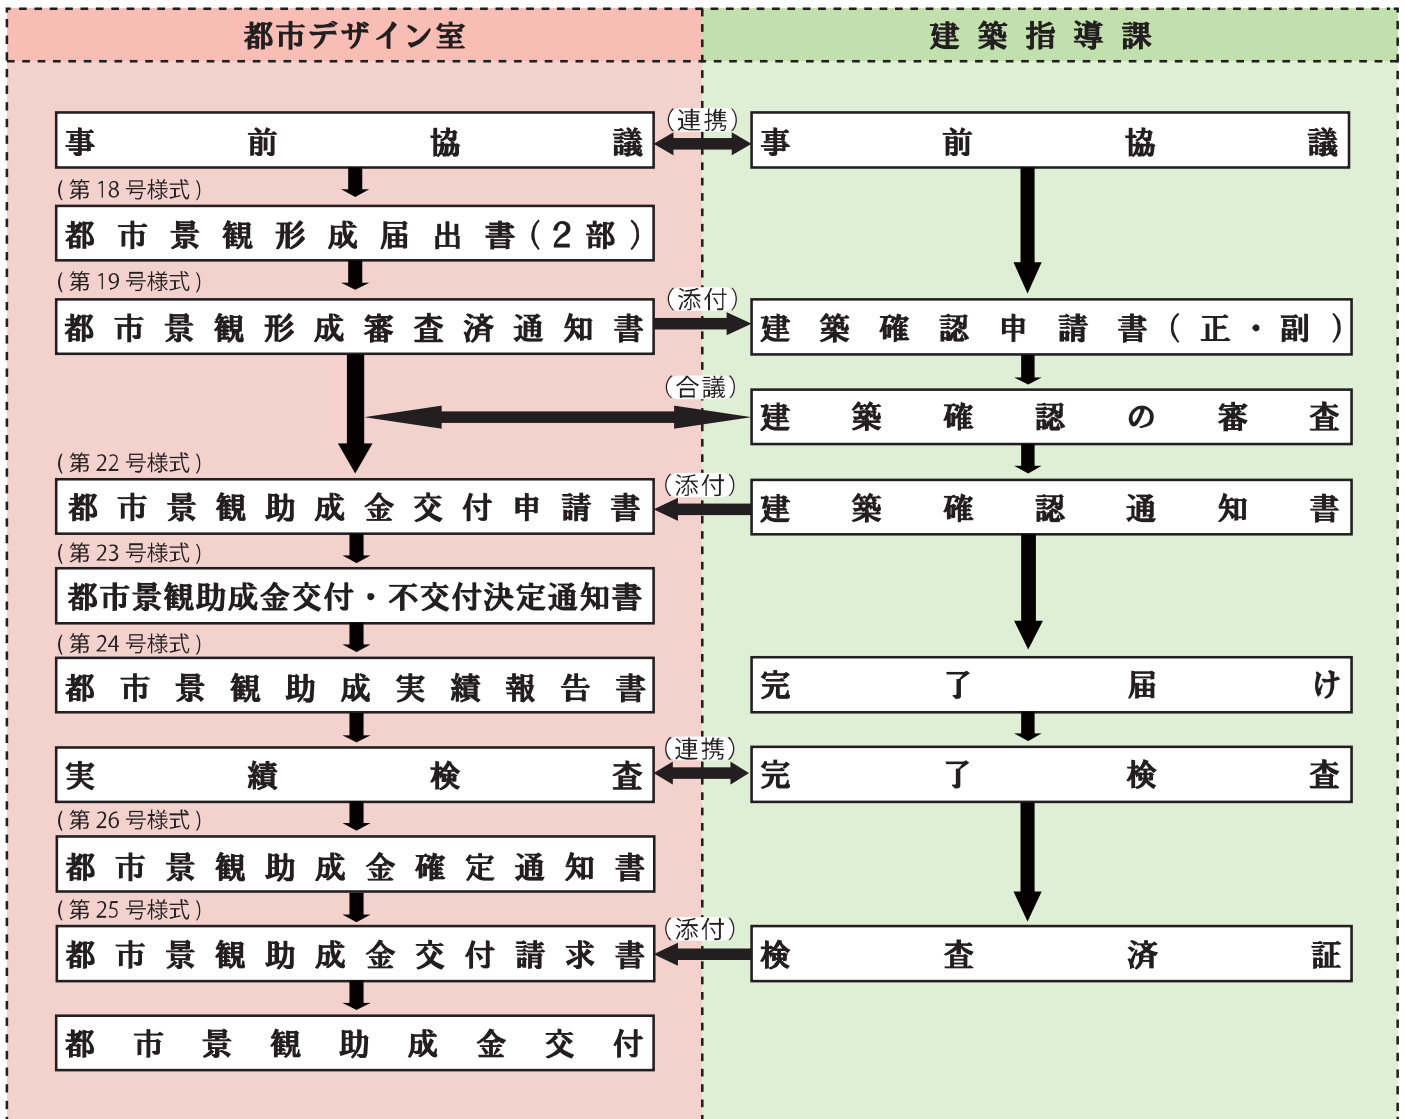 都市デザイン室
建築指導課
事前協議
(連携)
事前協議
(第18号様式)
都市景観形成届出書(2部)
(第19号様式)
都市景観形成審査済通知書
(添付)
建築確認申請書(正・副)
(合議)
建築確認の審査
(第22号様式)
都市景観助成金交付申請書
(添付)
建築確認通知書
(第23号様式)
都市景観助成金交付・不交付決定通知書
(第24号様式)
都市景観助成実績報告書
完了届け
実績検査
(連携)
完了検査
(第26号様式)
都市景観助成金確定通知書
(第25号様式)
都市景観助成金交付請求書
(添付)
検査済証
都市景観助成金交付